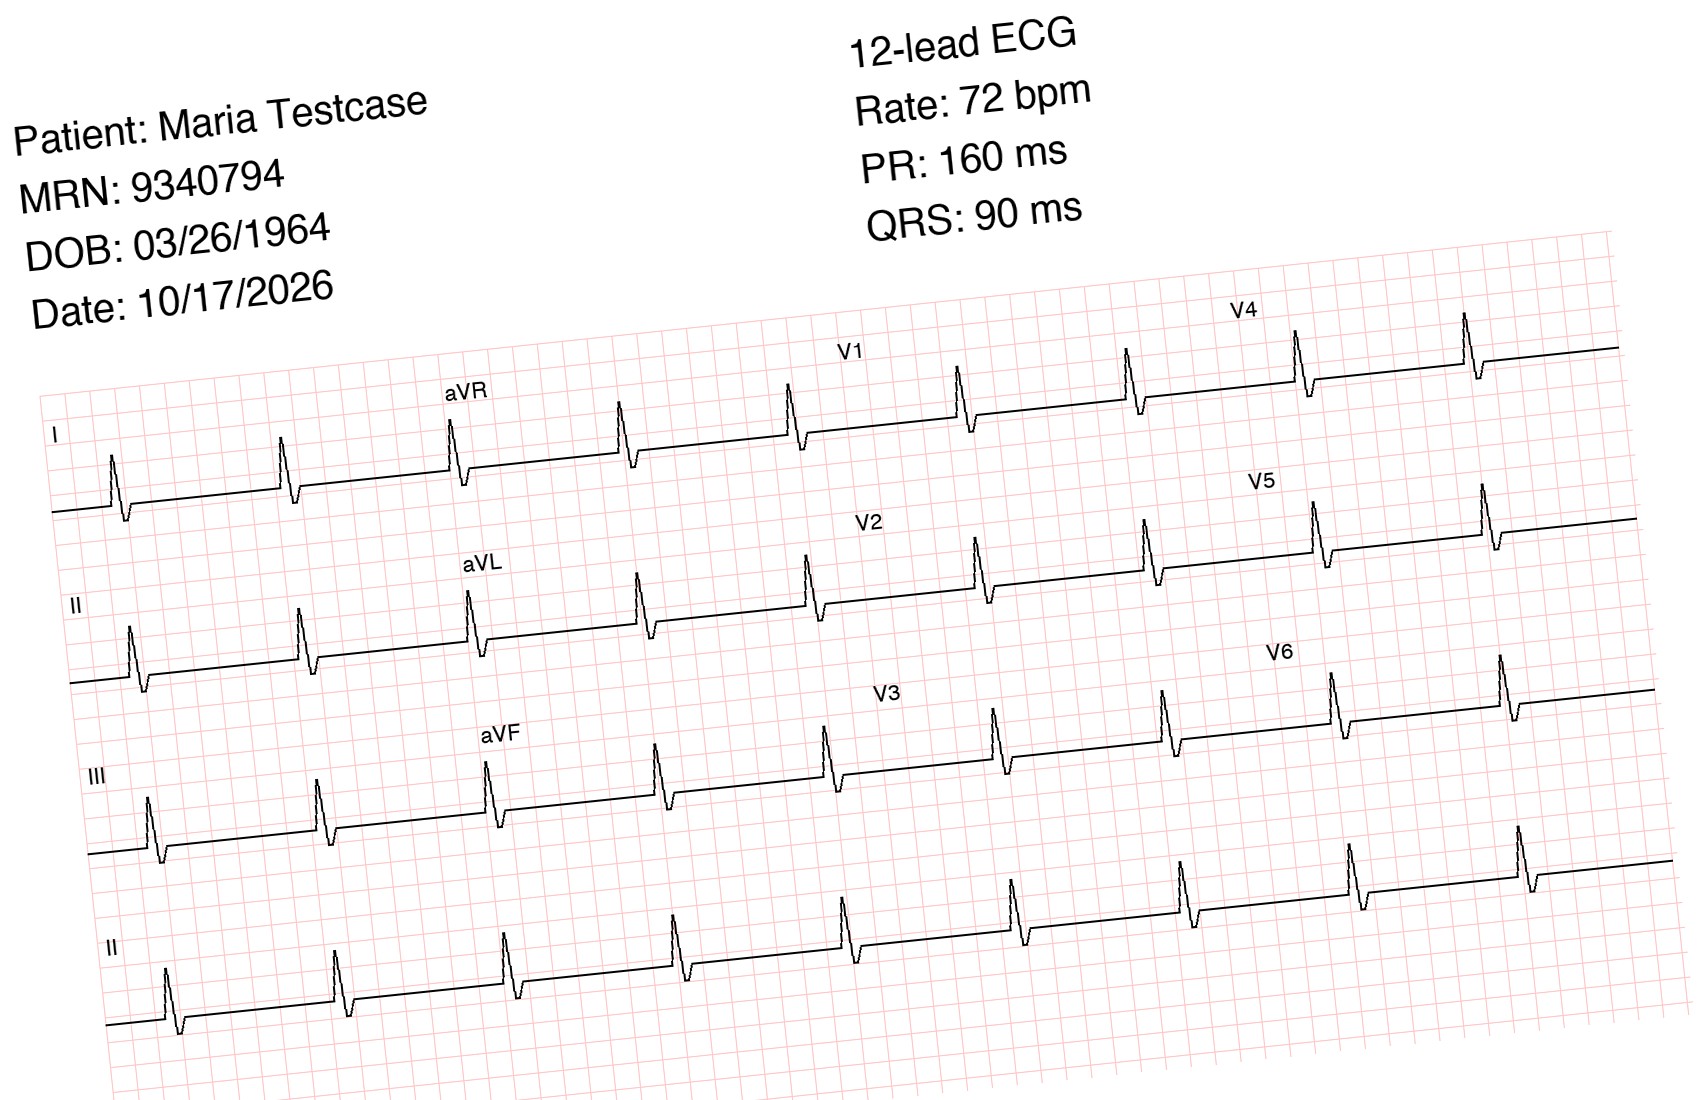 Patient: Maria Testcase
MRN: 9340794
DOB: 03/26/1964
Date: 10/17/2026
12-lead ECG
Rate: 72 bpm
PR: 160 ms
QRS: 90 ms
I aVR V1 V4
II aVL V2 V5
III aVF V3 V6
II